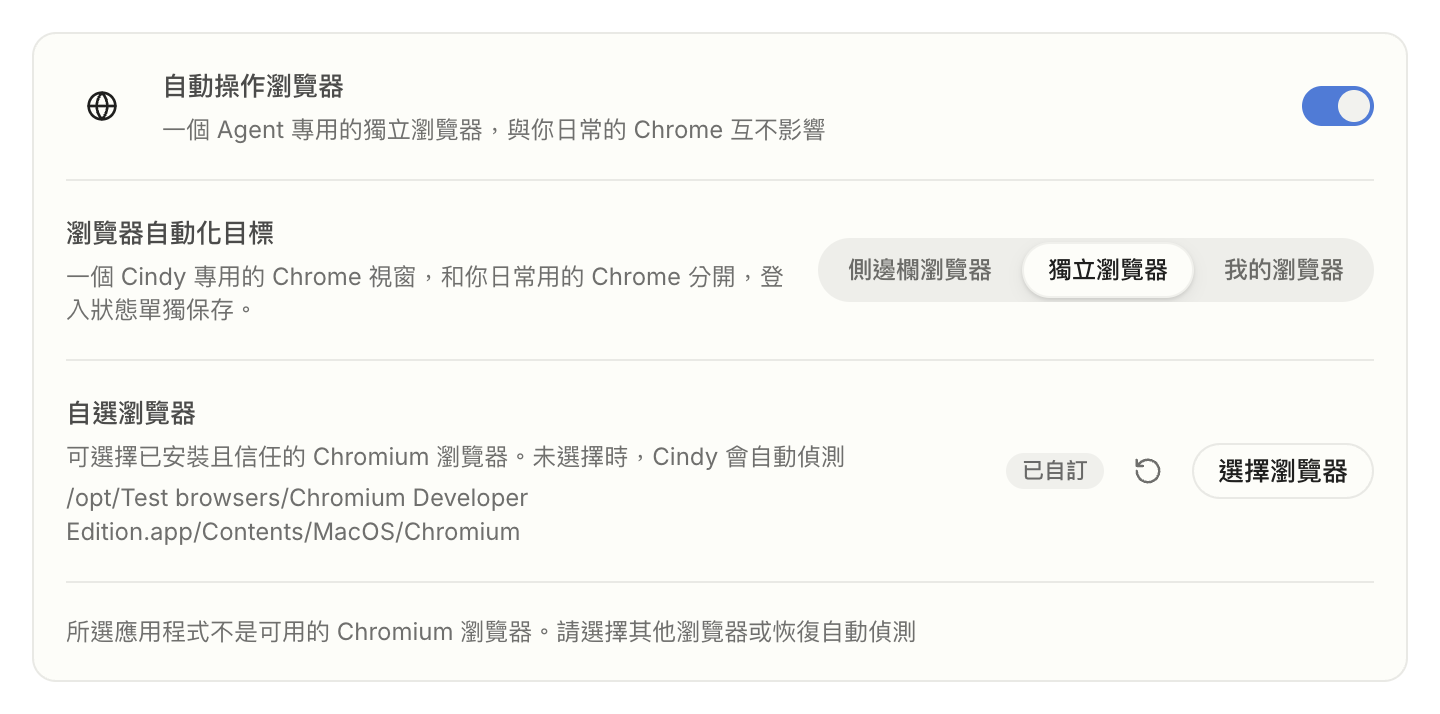 自動操作瀏覽器
一個 Agent 專用的獨立瀏覽器，與你日常的 Chrome 互不影響
瀏覽器自動化目標
一個 Cindy 專用的 Chrome 視窗，和你日常用的 Chrome 分開，登
入狀態單獨保存。
側邊欄瀏覽器
獨立瀏覽器
我的瀏覽器
自選瀏覽器
可選擇已安裝且信任的 Chromium 瀏覽器。未選擇時，Cindy 會自動偵測
/opt/Test browsers/Chromium Developer
Edition.app/Contents/MacOS/Chromium
已自訂
選擇瀏覽器
所選應用程式不是可用的 Chromium 瀏覽器。請選擇其他瀏覽器或恢復自動偵測